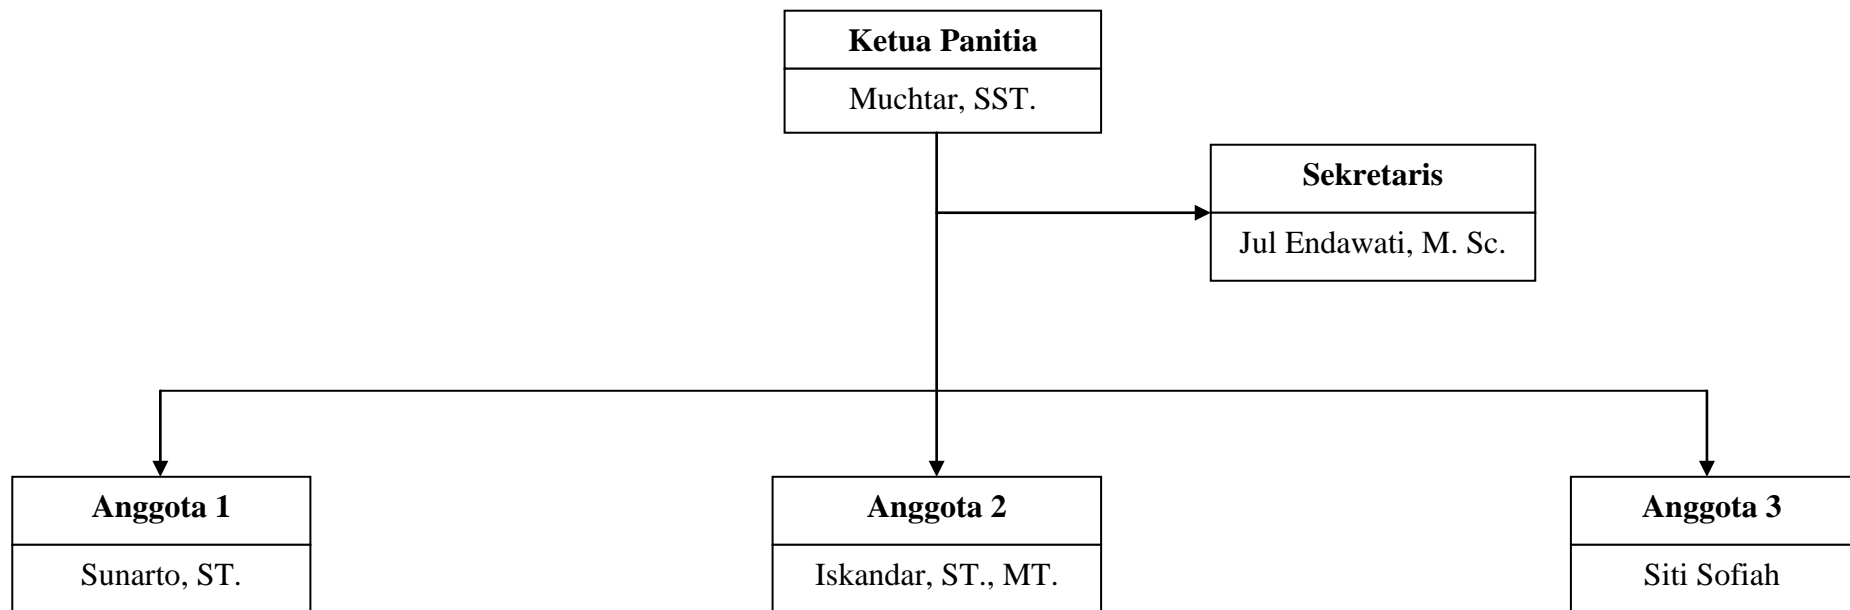 Ketua Panitia
Muchtar, SST.
Sekretaris
Jul Endawati, M. Sc.
Anggota 1
Sunarto, ST.
Anggota 2
Iskandar, ST., MT.
Anggota 3
Siti Sofiah